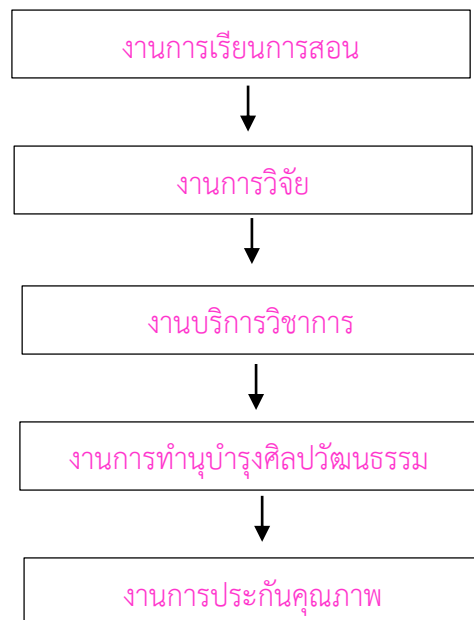 งานการเรียนการสอน
งานการวิจัย
งานบริการวิชาการ
งานการทำนุบำรุงศิลปวัฒนธรรม
งานการประกันคุณภาพ